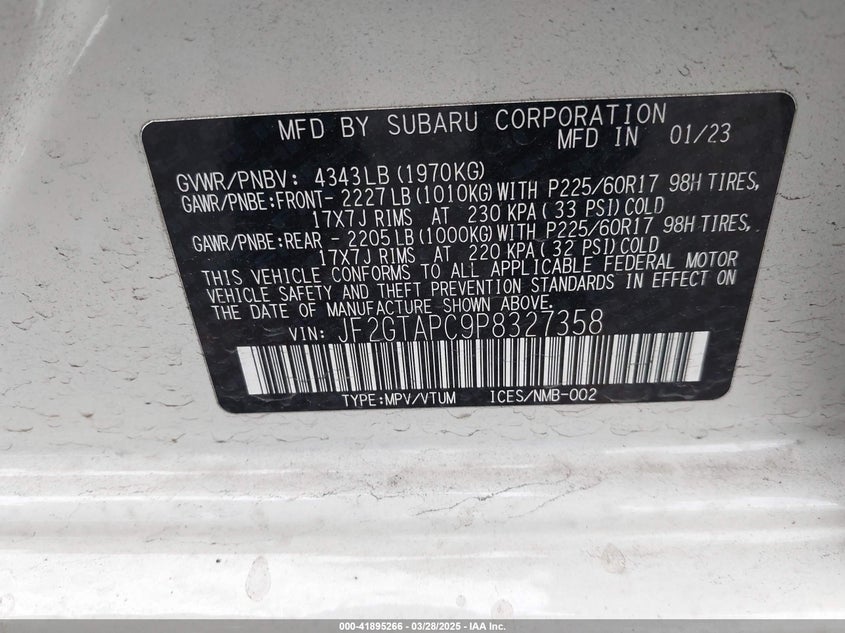 MFD BY SUBARU CORPORATION
MFD IN 01/23
GVWR/PNBV: 4343LB (1970KG)
GAWR/PNBE:FRONT- 2227LB (1010KG) WITH P225/60R17 98H TIRES,
17X7J RIMS AT 230 KPA (33 PSI) COLD
GAWR/PNBE:REAR - 2205LB (1000KG) WITH P225/60R17 98H TIRES,
17X7J RIMS AT 220 KPA (32 PSI) COLD
THIS VEHICLE CONFORMS TO ALL APPLICABLE FEDERAL MOTOR
VEHICLE SAFETY AND THEFT PREVENTION STANDARDS IN EFFECT ON
THE DATE OF MANUFACTURE SHOWN ABOVE.
VIN: JF2GTAPC9P8327358
TYPE:MPV/VTUM ICES/NMB-002
000-41895266 | 03/28/2025 - IAA Inc.